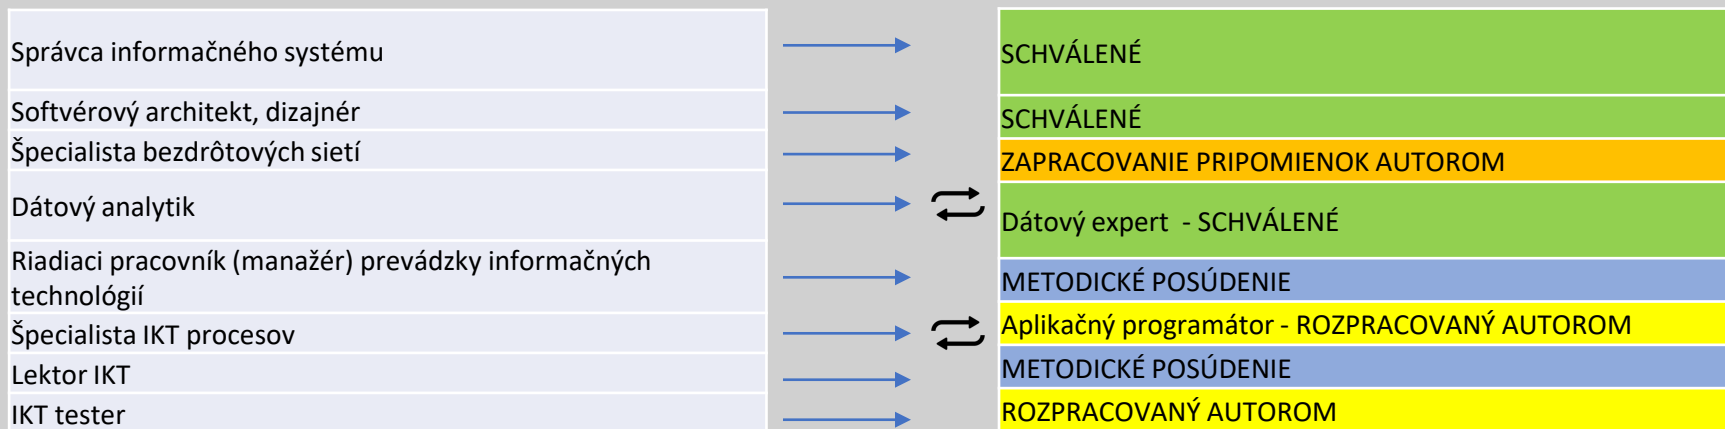 Správca informačného systému
SCHVÁLENÉ
Softvérový architekt, dizajnér
SCHVÁLENÉ
Špecialista bezdrôtových sietí
ZAPRACOVANIE PRIPOMIENOK AUTOROM
Dátový analytik
Dátový expert - SCHVÁLENÉ
Riadiaci pracovník (manažér) prevádzky informačných
technológií
METODICKÉ POSÚDENIE
Špecialista IKT procesov
Aplikačný programátor - ROZPRACOVANÝ AUTOROM
Lektor IKT
METODICKÉ POSÚDENIE
IKT tester
ROZPRACOVANÝ AUTOROM